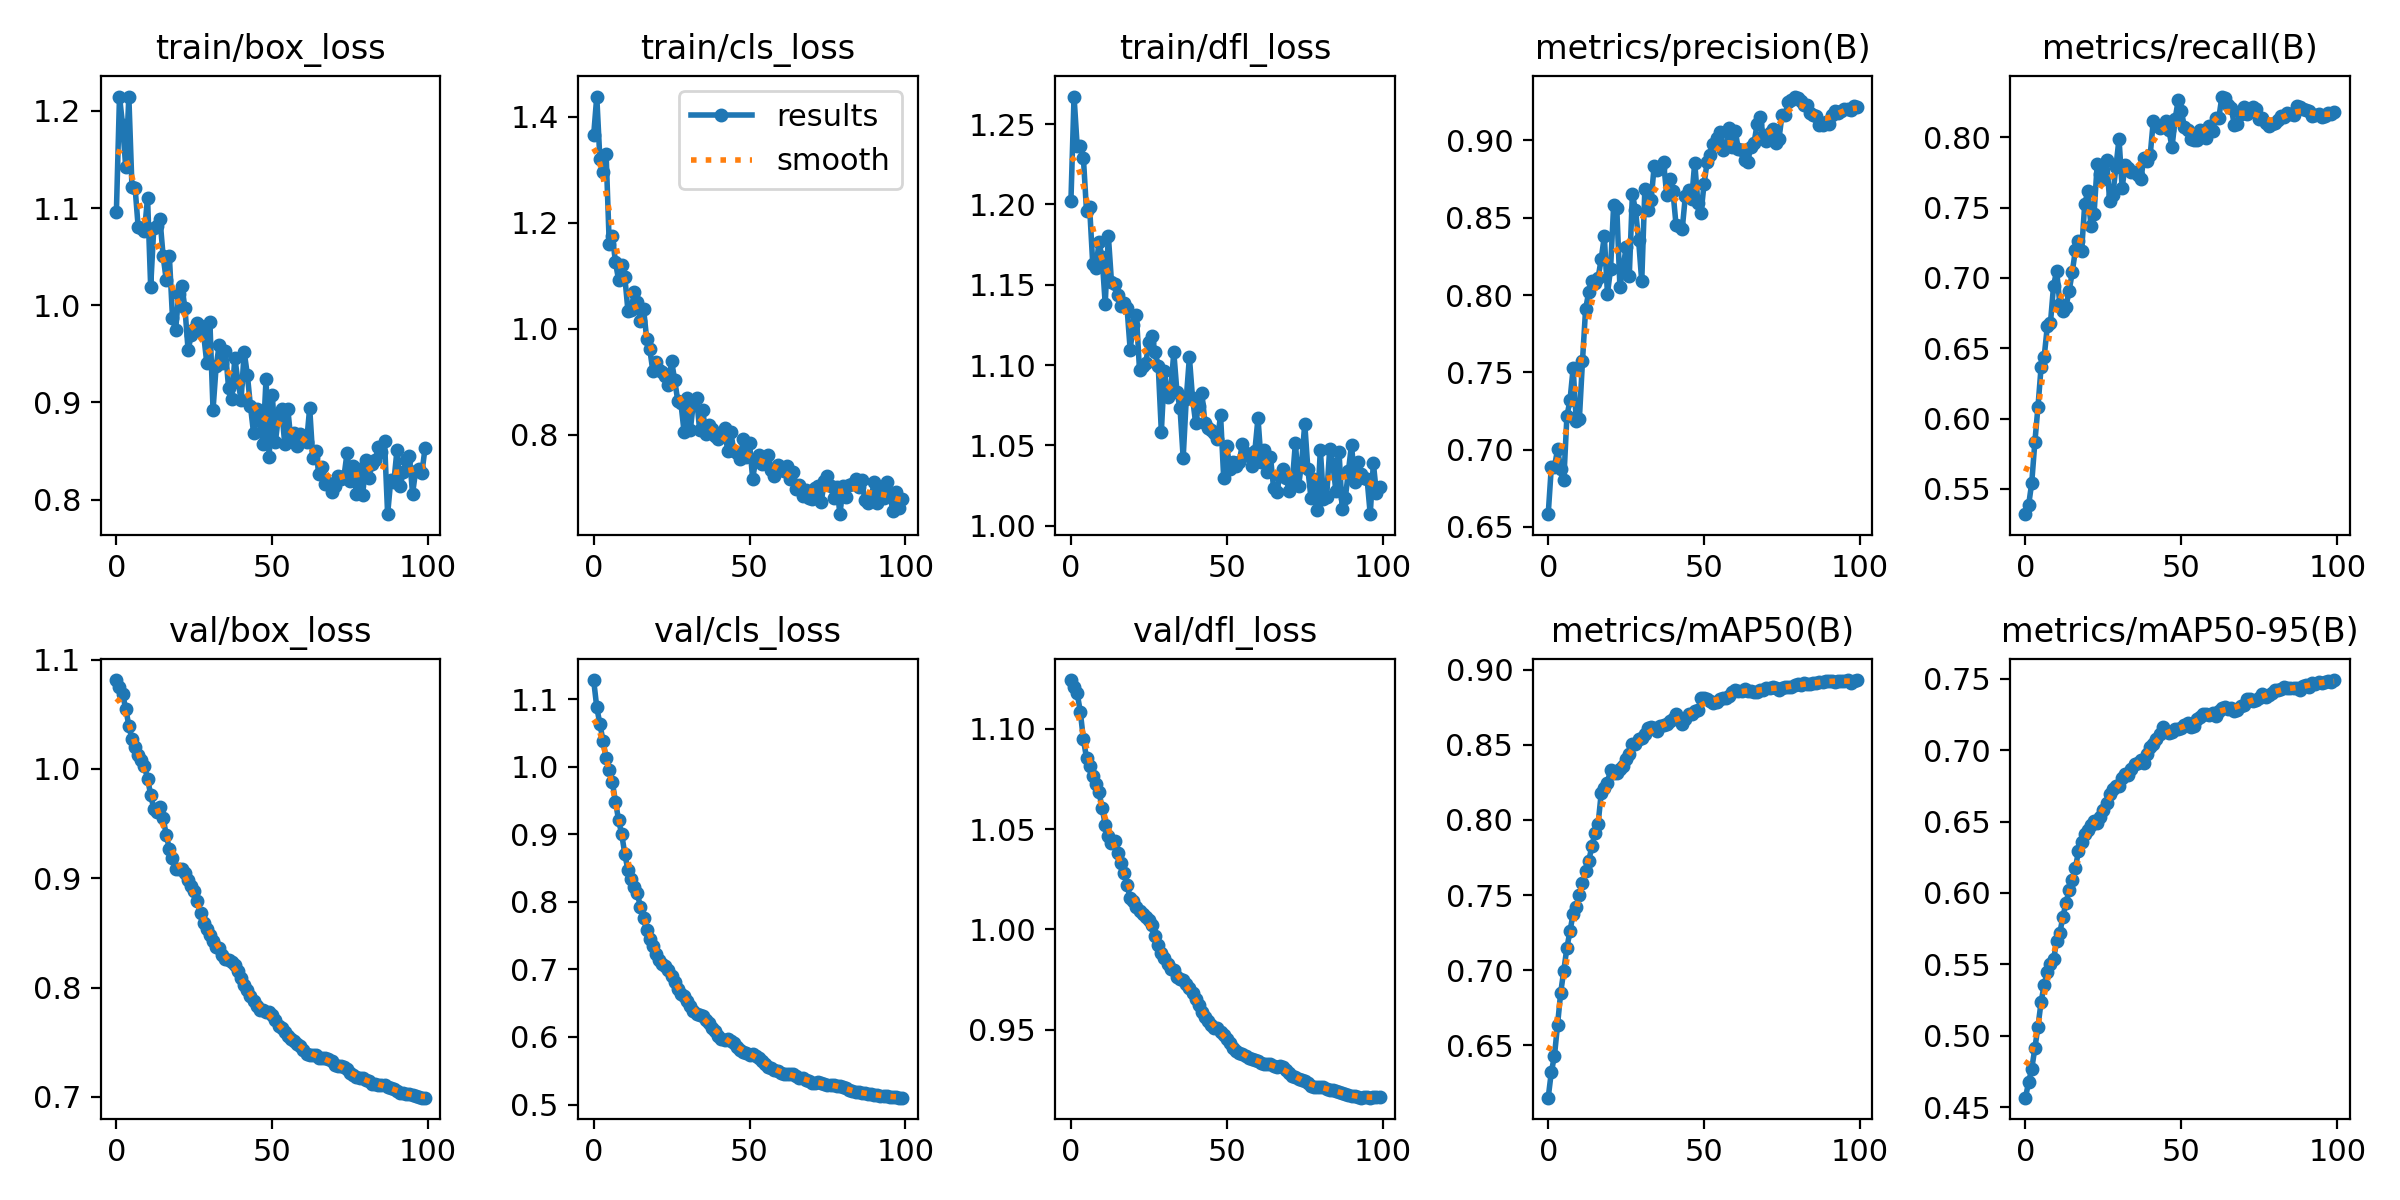 train/box_loss
train/cls_loss
train/dfl_loss
metrics/precision(B)
metrics/recall(B)
1.2
1.1
1.0
0.9
0.8
0 50 100
1.4
1.2
1.0
0.8
0 50 100
results
smooth
1.25
1.20
1.15
1.10
1.05
1.00
0 50 100
0.90
0.85
0.80
0.75
0.70
0.65
0 50 100
0.80
0.75
0.70
0.65
0.60
0.55
0 50 100
val/box_loss
val/cls_loss
val/dfl_loss
metrics/mAP50(B)
metrics/mAP50-95(B)
1.1
1.0
0.9
0.8
0.7
0 50 100
1.1
1.0
0.9
0.8
0.7
0.6
0.5
0 50 100
1.10
1.05
1.00
0.95
0 50 100
0.90
0.85
0.80
0.75
0.70
0.65
0 50 100
0.75
0.70
0.65
0.60
0.55
0.50
0.45
0 50 100